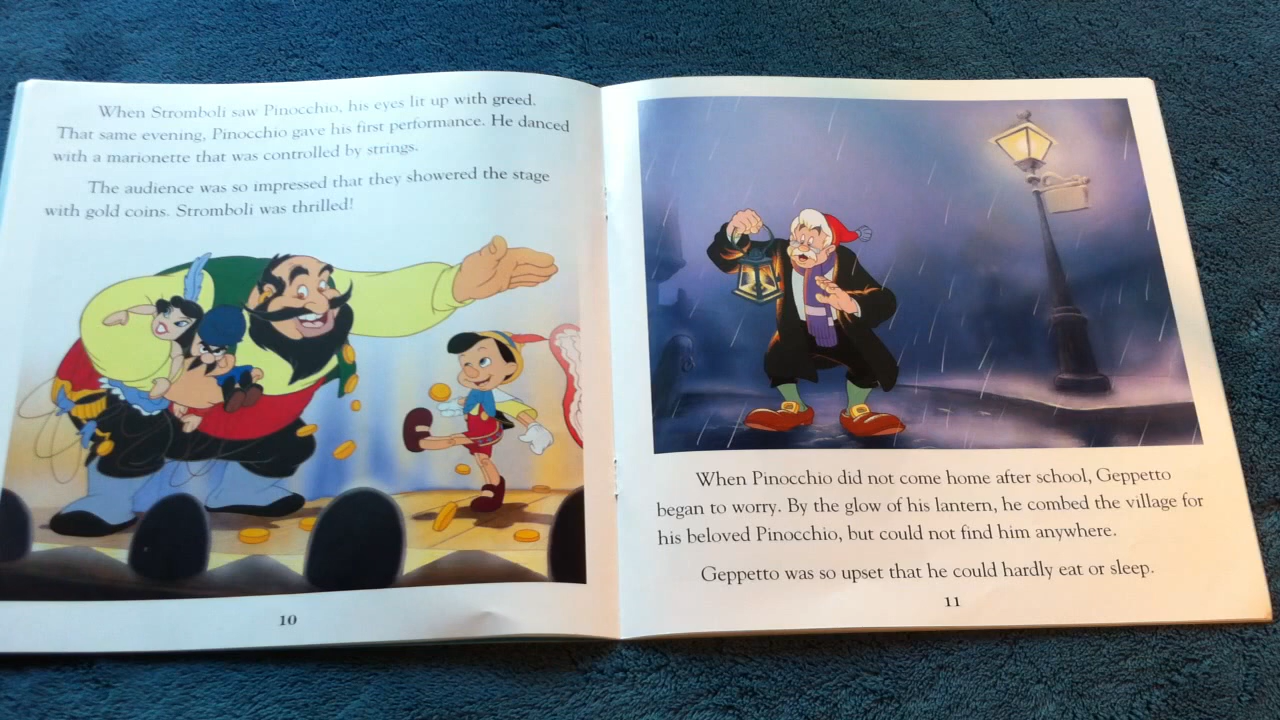 When Stromboli saw Pinocchio, his eyes lit up with greed.
That same evening, Pinocchio gave his first performance. He danced
with a marionette that was controlled by strings.
The audience was so impressed that they showered the stage
with gold coins. Stromboli was thrilled!
10
When Pinocchio did not come home after school, Geppetto
began to worry. By the glow of his lantern, he combed the village for
his beloved Pinocchio, but could not find him anywhere.
Geppetto was so upset that he could hardly eat or sleep.
11